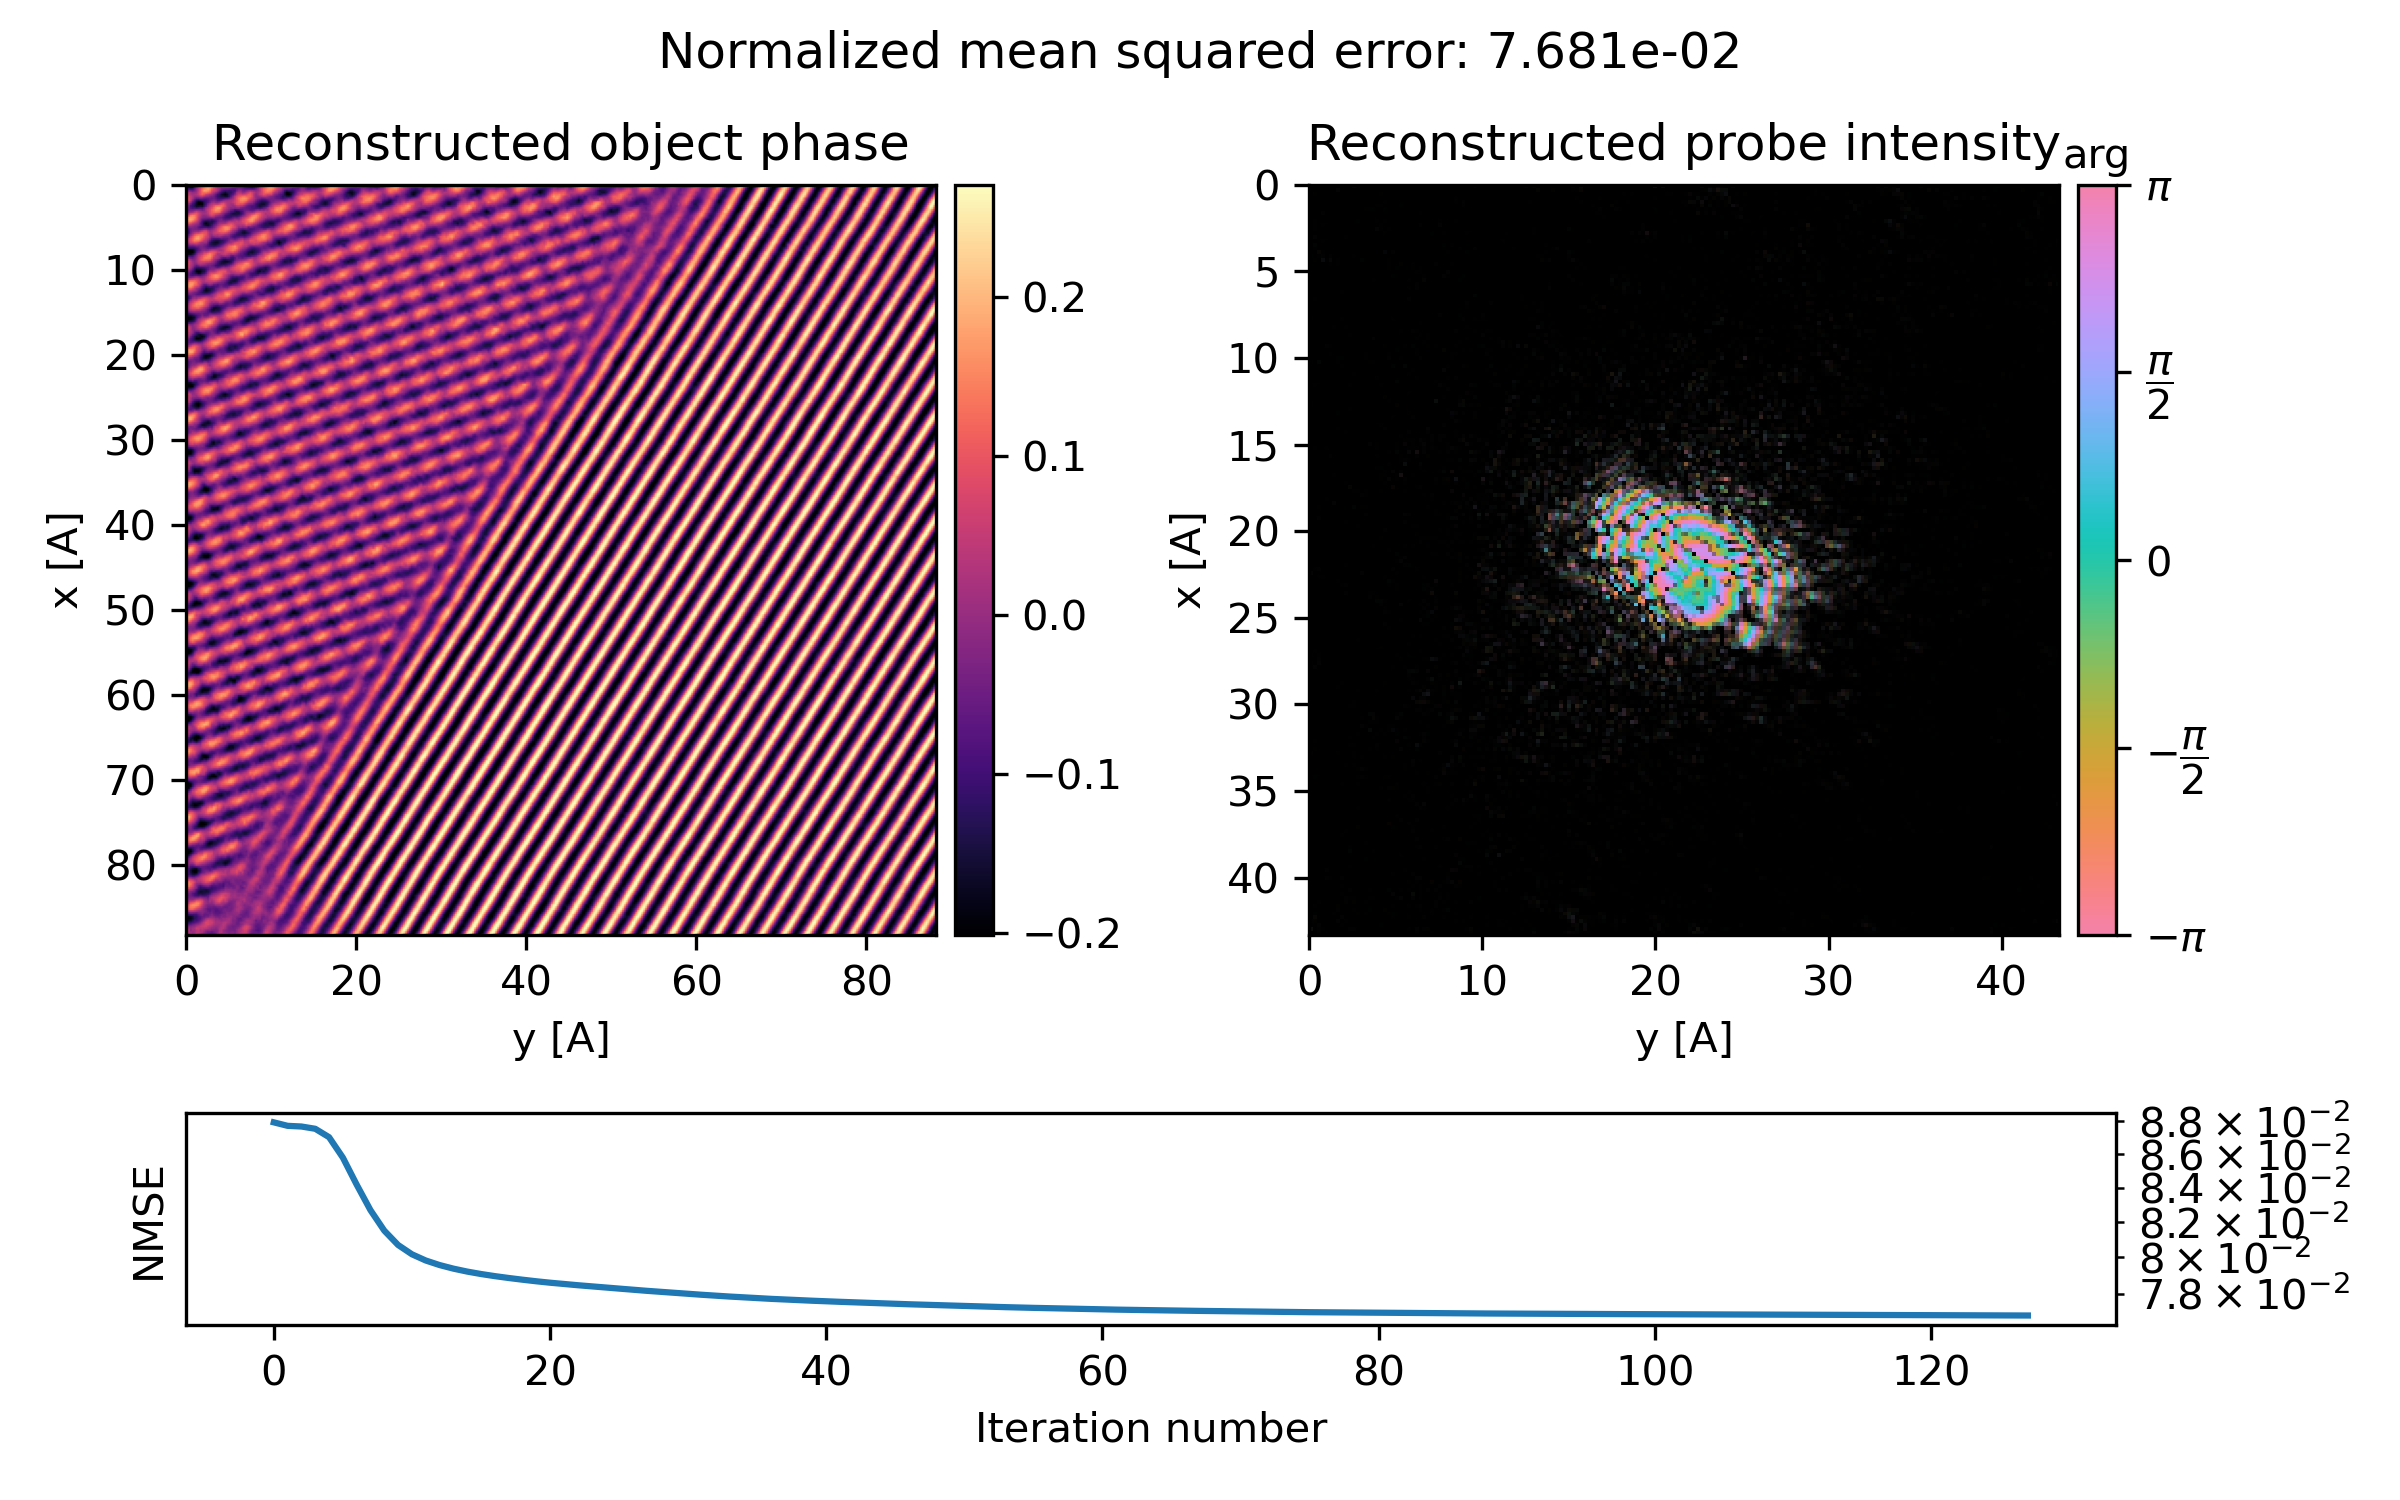 Normalized mean squared error: 7.681e-02
Reconstructed object phase
0
10
20
30
40
50
60
70
80
x [A]
0 20 40 60 80
y [A]
0.2
0.1
0.0
−0.1
−0.2
Reconstructed probe intensity
arg
0
5
10
15
20
25
30
35
40
x [A]
0 10 20 30 40
y [A]
π
π/2
0
−π/2
−π
NMSE
8.8 × 10⁻²
8.6 × 10⁻²
8.4 × 10⁻²
8.2 × 10⁻²
8 × 10⁻²
7.8 × 10⁻²
0 20 40 60 80 100 120
Iteration number